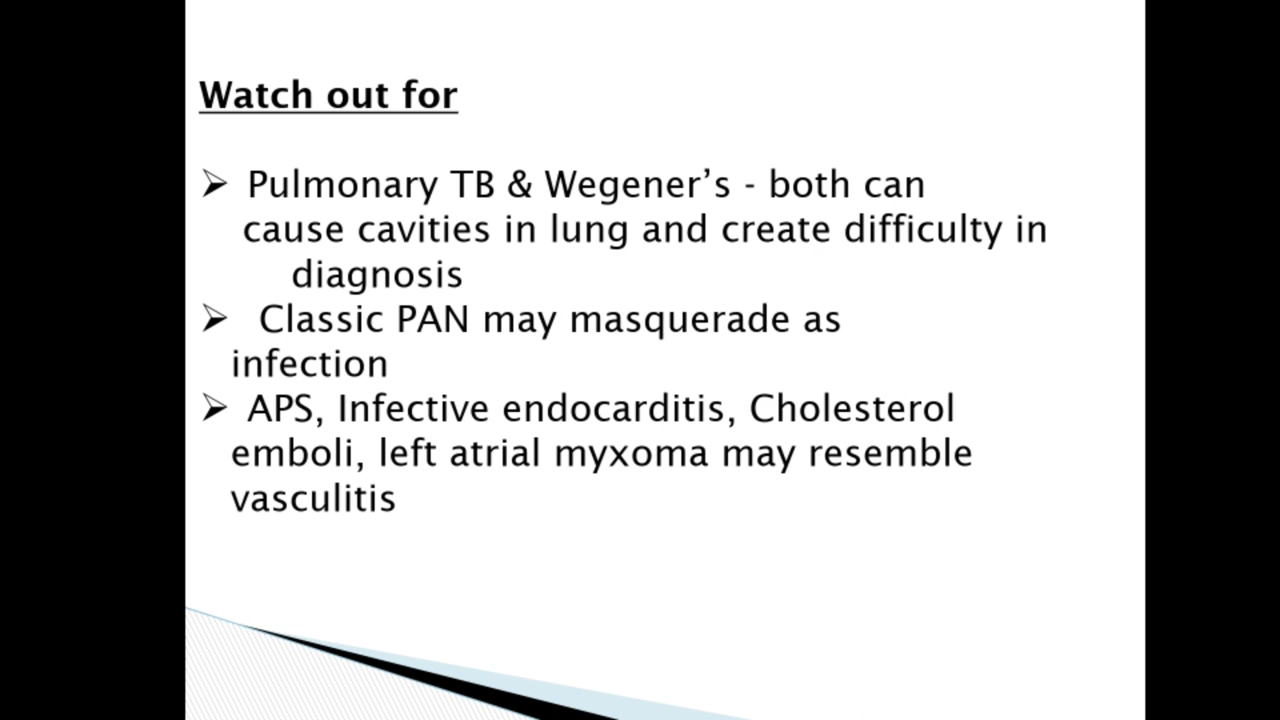 Watch out for
➢ Pulmonary TB & Wegener’s - both can
cause cavities in lung and create difficulty in
diagnosis
➢ Classic PAN may masquerade as
infection
➢ APS, Infective endocarditis, Cholesterol
emboli, left atrial myxoma may resemble
vasculitis